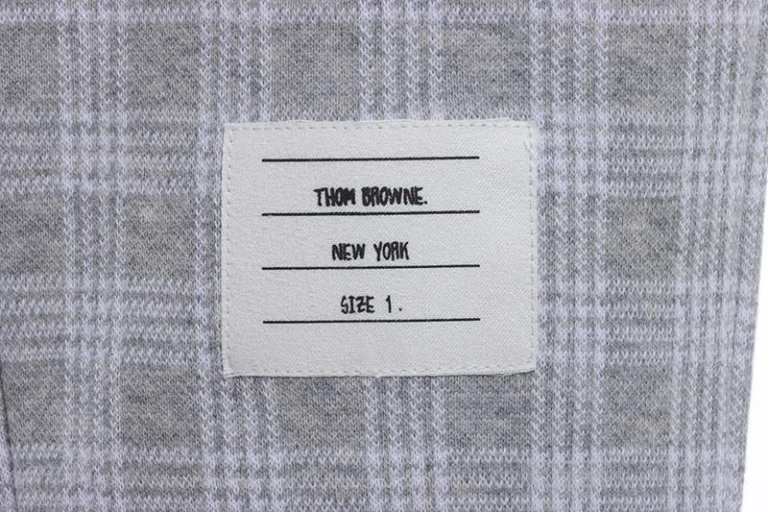 THOM BROWNE.
NEW YORK
SIZE 1.